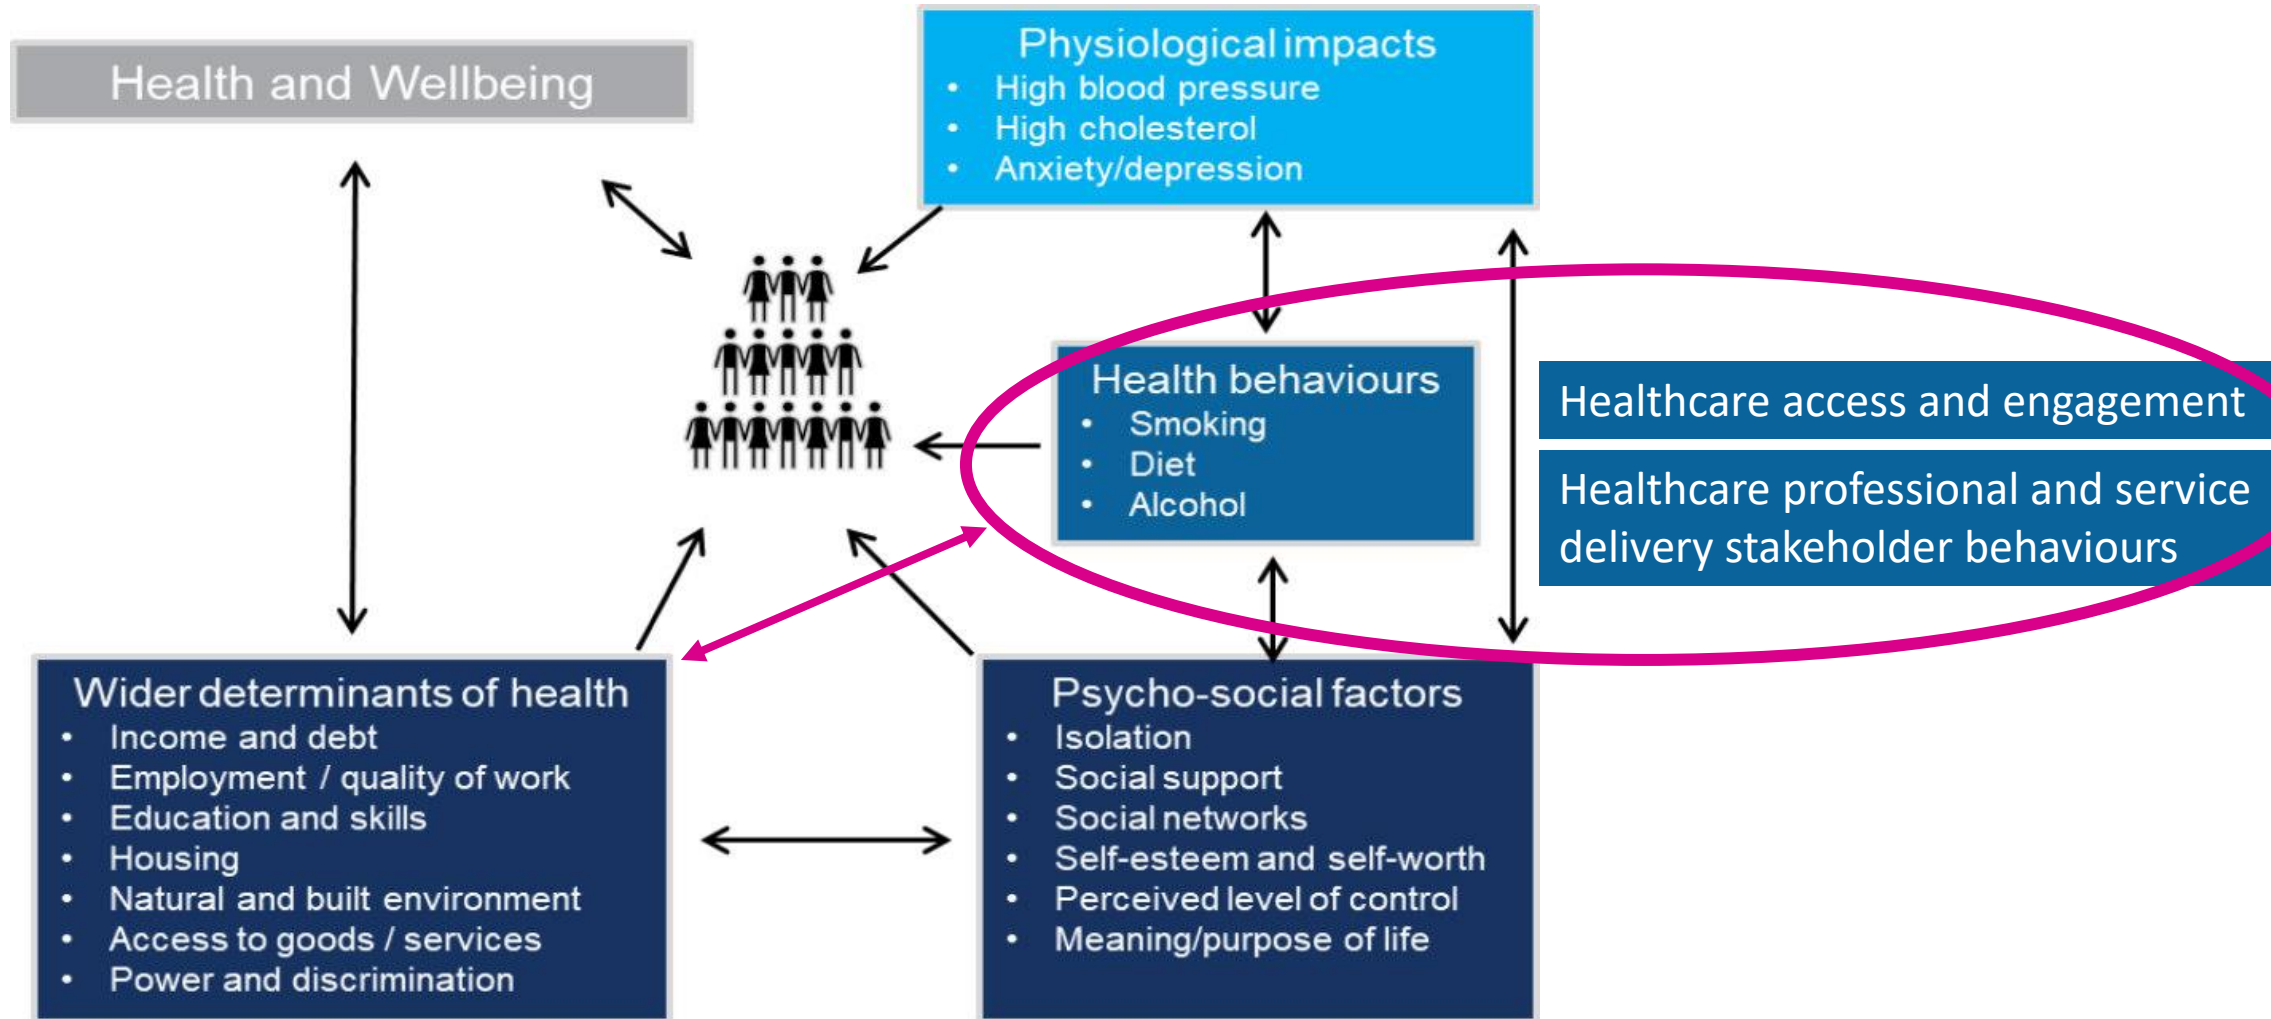 Health and Wellbeing
Physiological impacts
• High blood pressure
• High cholesterol
• Anxiety/depression
Health behaviours
• Smoking
• Diet
• Alcohol
Healthcare access and engagement
Healthcare professional and service
delivery stakeholder behaviours
Wider determinants of health
• Income and debt
• Employment / quality of work
• Education and skills
• Housing
• Natural and built environment
• Access to goods / services
• Power and discrimination
Psycho-social factors
• Isolation
• Social support
• Social networks
• Self-esteem and self-worth
• Perceived level of control
• Meaning/purpose of life